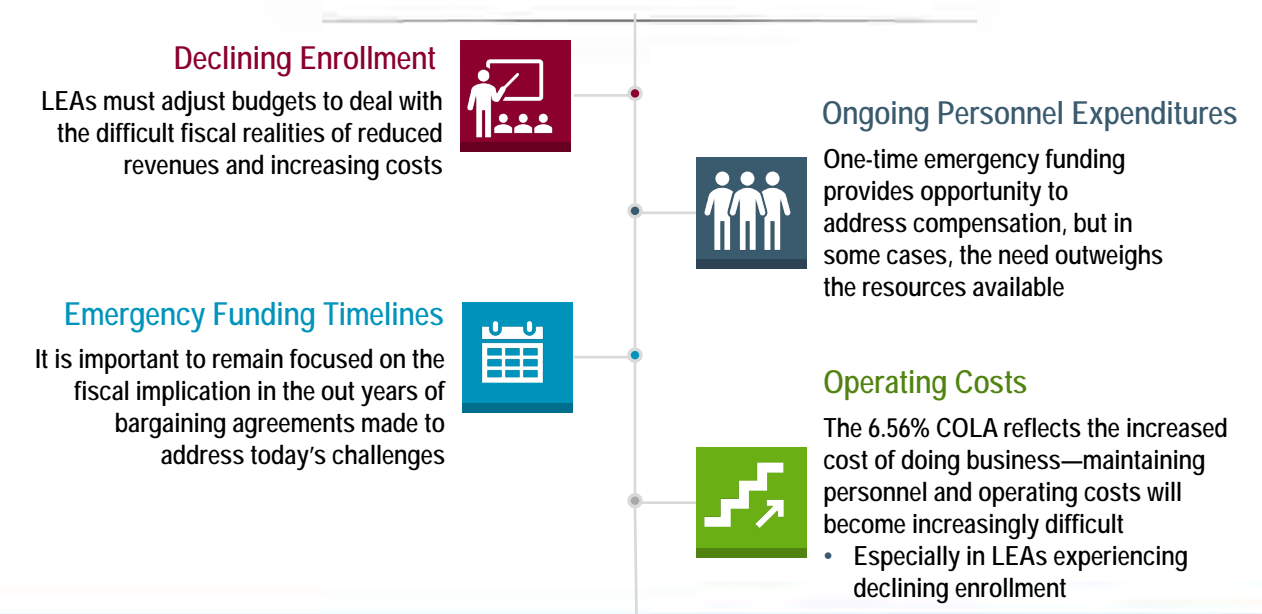 Declining Enrollment
LEAs must adjust budgets to deal with
the difficult fiscal realities of reduced
revenues and increasing costs
Ongoing Personnel Expenditures
One-time emergency funding
provides opportunity to
address compensation, but in
some cases, the need outweighs
the resources available
Emergency Funding Timelines
It is important to remain focused on the
fiscal implication in the out years of
bargaining agreements made to
address today’s challenges
Operating Costs
The 6.56% COLA reflects the increased
cost of doing business—maintaining
personnel and operating costs will
become increasingly difficult
• Especially in LEAs experiencing
declining enrollment